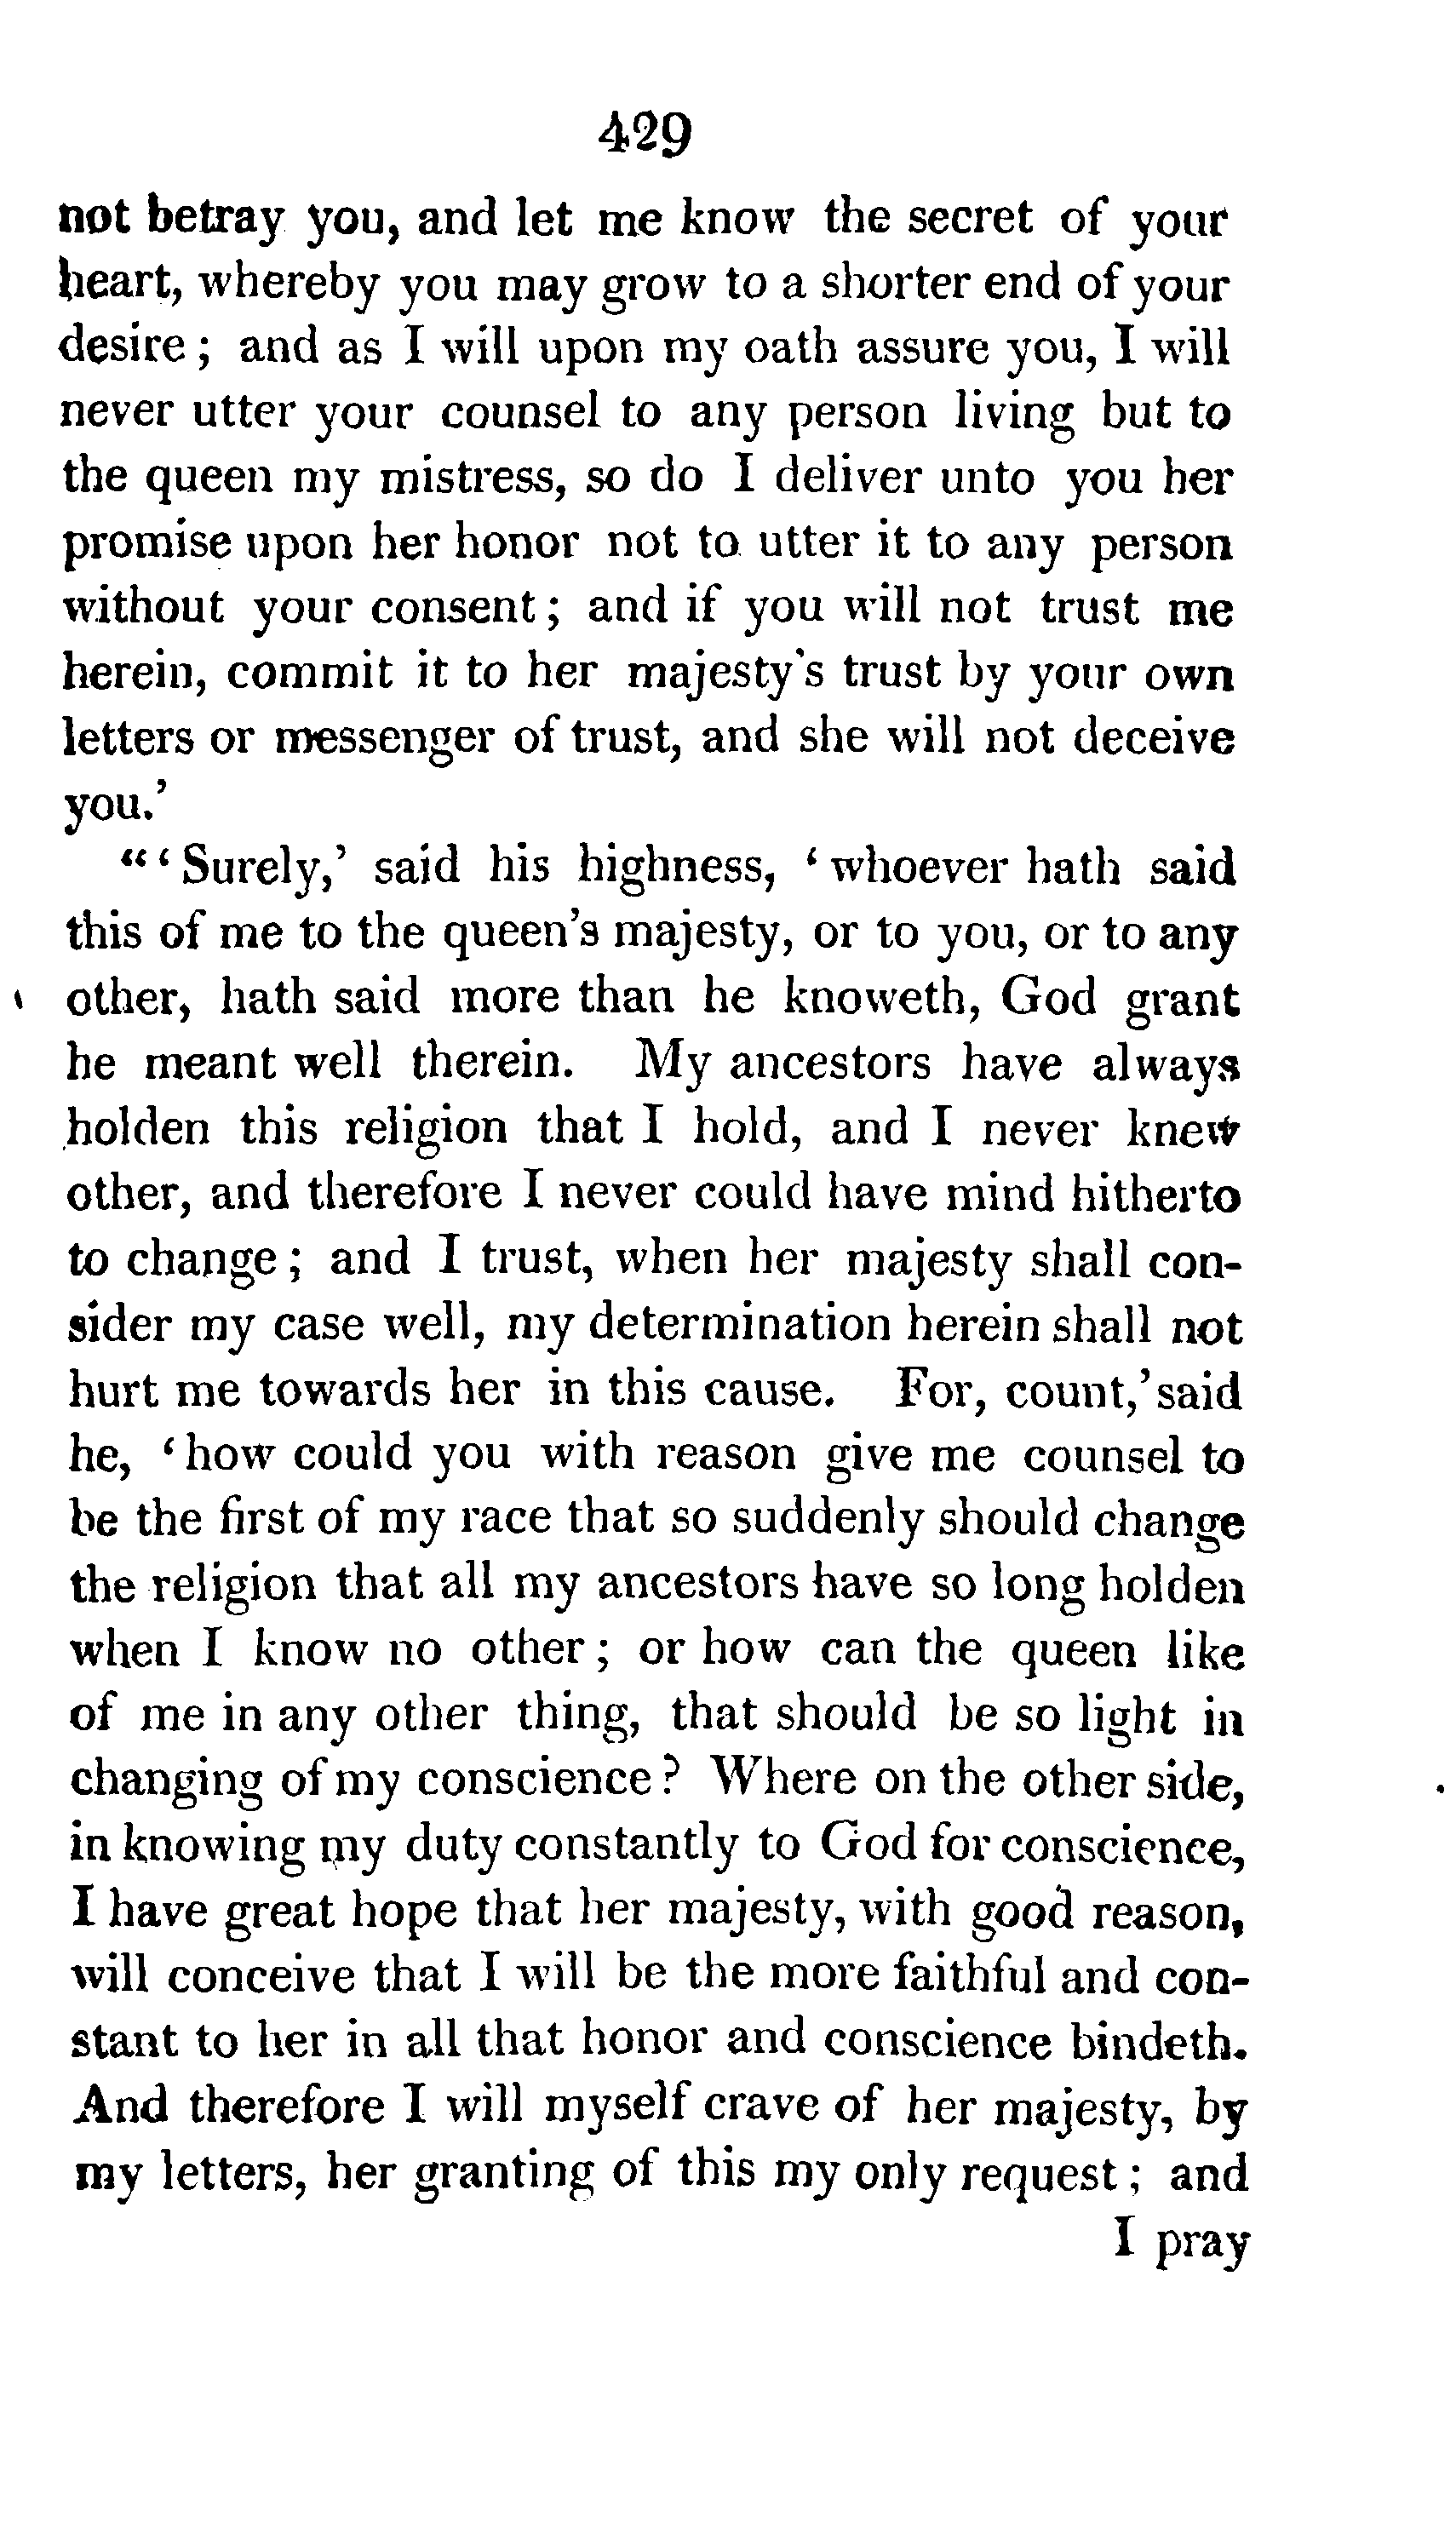 429
not betray you, and let me know the secret of your
heart, whereby you may grow to a shorter end of your
desire ; and as I will upon my oath assure you, I will
never utter your counsel to any person living but to
the queen my mistress, so do I deliver unto you her
promise upon her honor not to utter it to any person
without your consent ; and if you will not trust me
herein, commit it to her majesty's trust by your own
letters or messenger of trust, and she will not deceive
you.'
"‘ Surely,’ said his highness, ‘ whoever hath said
this of me to the queen's majesty, or to you, or to any
other, hath said more than he knoweth, God grant
he meant well therein. My ancestors have always
holden this religion that I hold, and I never knew
other, and therefore I never could have mind hitherto
to change ; and I trust, when her majesty shall con-
sider my case well, my determination herein shall not
hurt me towards her in this cause. For, count,’ said
he, ‘ how could you with reason give me counsel to
be the first of my race that so suddenly should change
the religion that all my ancestors have so long holden
when I know no other ; or how can the queen like
of me in any other thing, that should be so light in
changing of my conscience ? Where on the other side,
in knowing my duty constantly to God for conscience,
I have great hope that her majesty, with good reason,
will conceive that I will be the more faithful and con-
stant to her in all that honor and conscience bindeth.
And therefore I will myself crave of her majesty, by
my letters, her granting of this my only request ; and
I pray